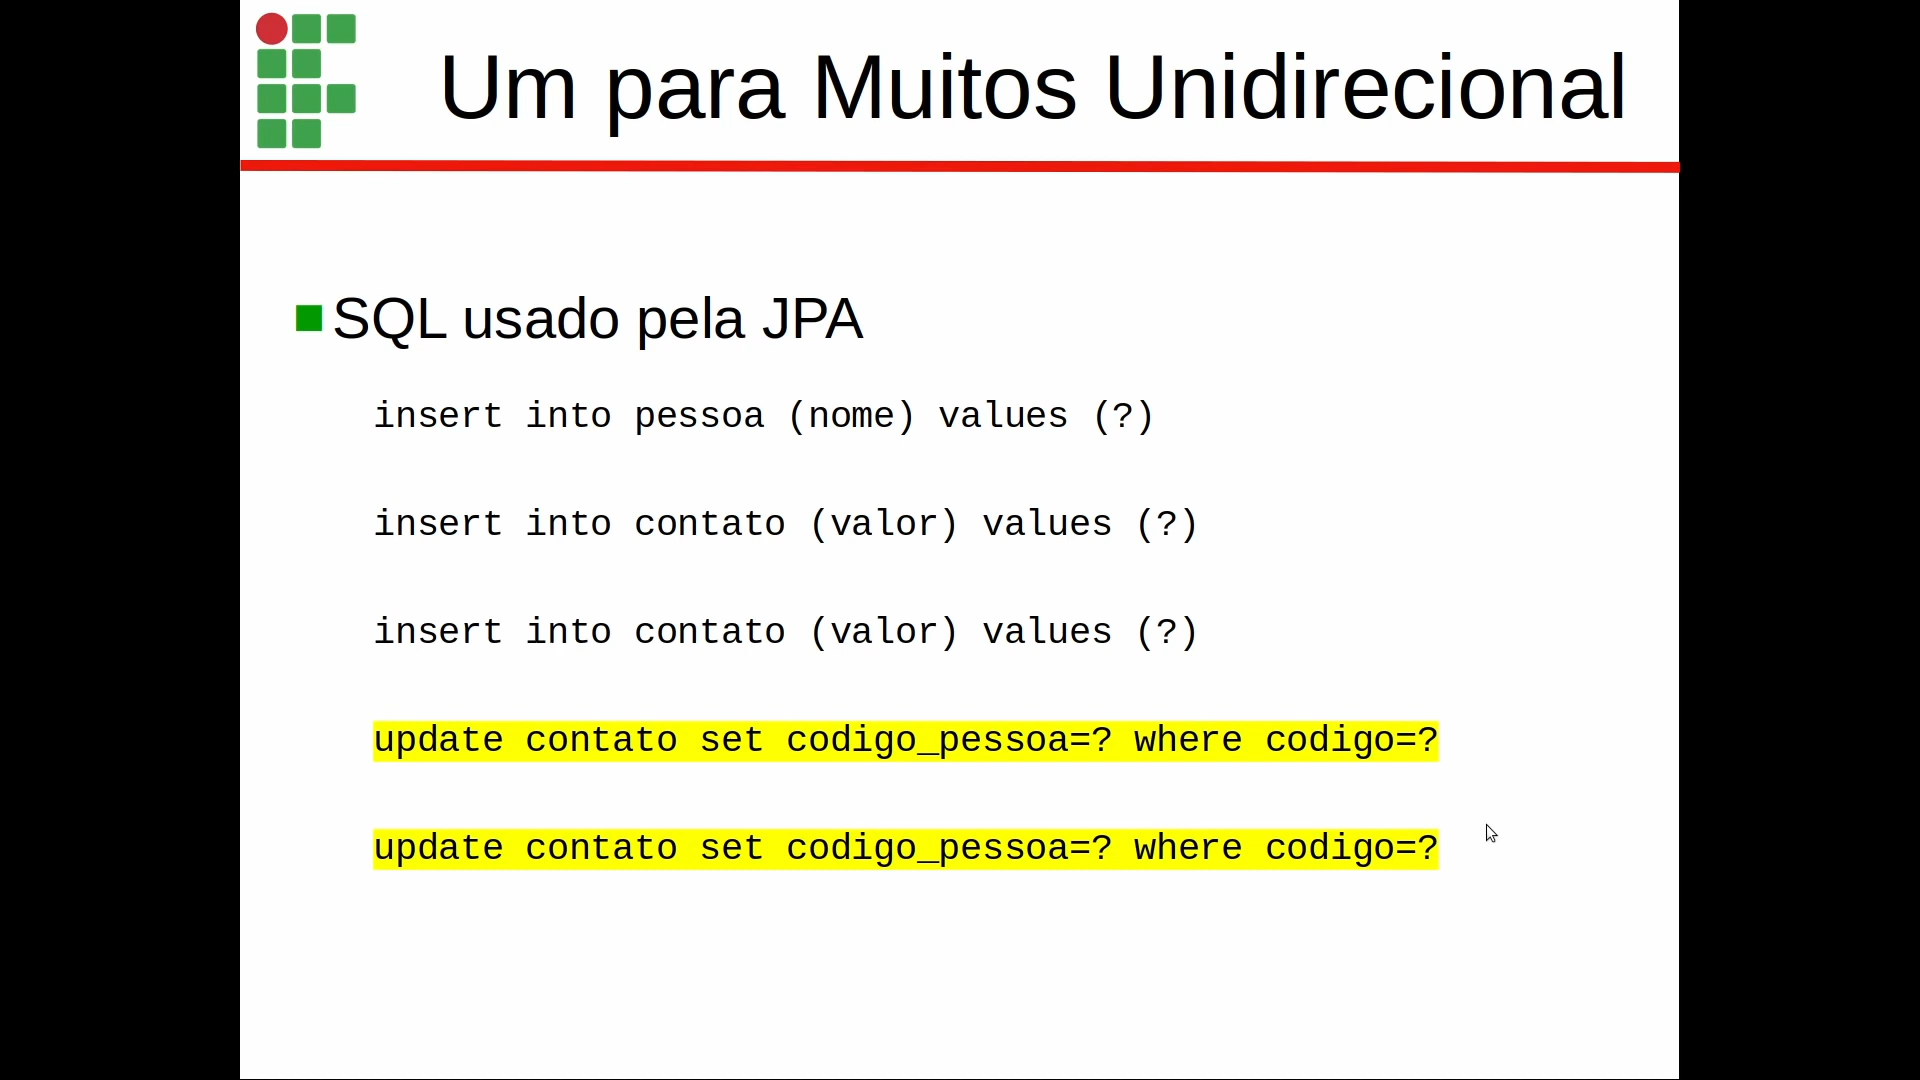 Um para Muitos Unidirecional
SQL usado pela JPA
insert into pessoa (nome) values (?)
insert into contato (valor) values (?)
insert into contato (valor) values (?)
update contato set codigo_pessoa=? where codigo=?
update contato set codigo_pessoa=? where codigo=?